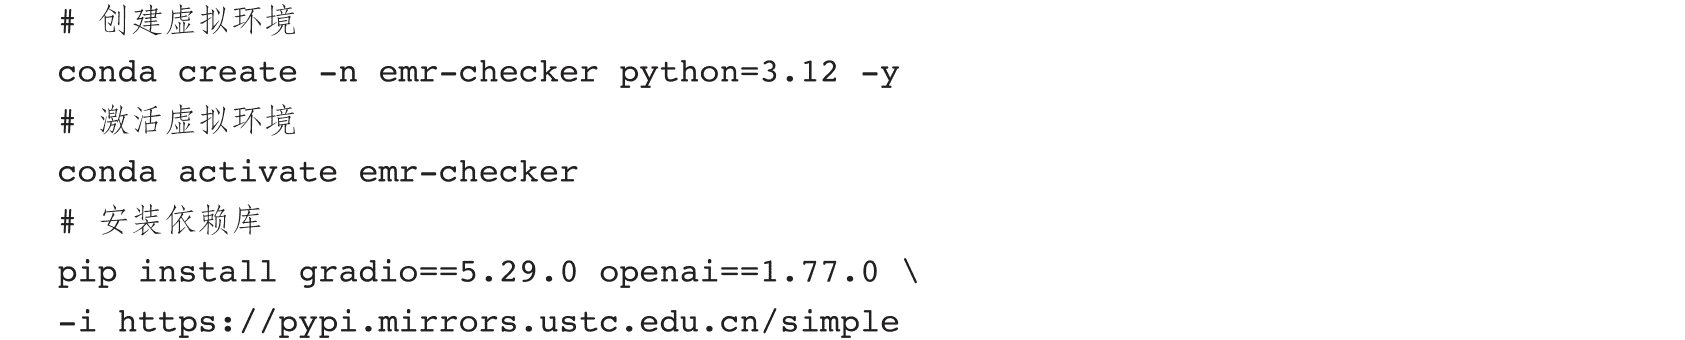 # 创建虚拟环境
conda create -n emr-checker python=3.12 -y
# 激活虚拟环境
conda activate emr-checker
# 安装依赖库
pip install gradio==5.29.0 openai==1.77.0 \
-i https://pypi.mirrors.ustc.edu.cn/simple